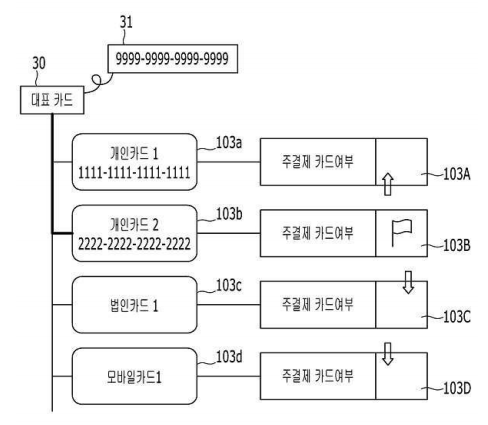 31
9999-9999-9999-9999
30
대표 카드
개인카드 1
1111-1111-1111-1111
103a
주결제 카드여부
103A
개인카드 2
2222-2222-2222-2222
103b
주결제 카드여부
103B
법인카드 1
103c
주결제 카드여부
103C
모바일카드1
103d
주결제 카드여부
103D